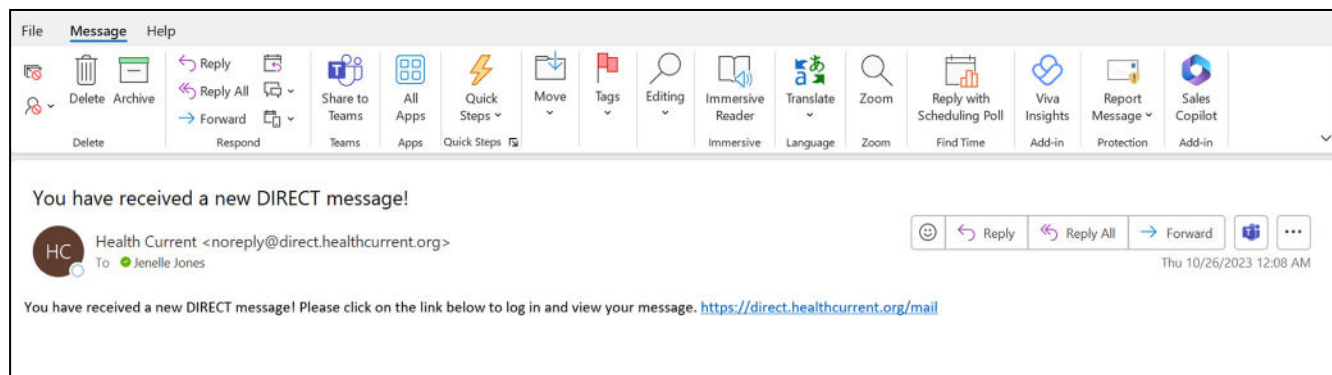 File Message Help
Delete Archive
Reply
Reply All
Forward
Share to Teams
All Apps
Quick Steps
Move
Tags
Editing
Immersive Reader
Translate
Zoom
Reply with Scheduling Poll
Viva Insights
Report Message
Sales Copilot
Delete Respond Teams Apps Quick Steps Immersive Language Zoom Find Time Add-in Protection Add-in
You have received a new DIRECT message!
HC
Health Current <noreply@direct.healthcurrent.org>
To Jenelle Jones
Reply Reply All Forward
Thu 10/26/2023 12:08 AM
You have received a new DIRECT message! Please click on the link below to log in and view your message. https://direct.healthcurrent.org/mail